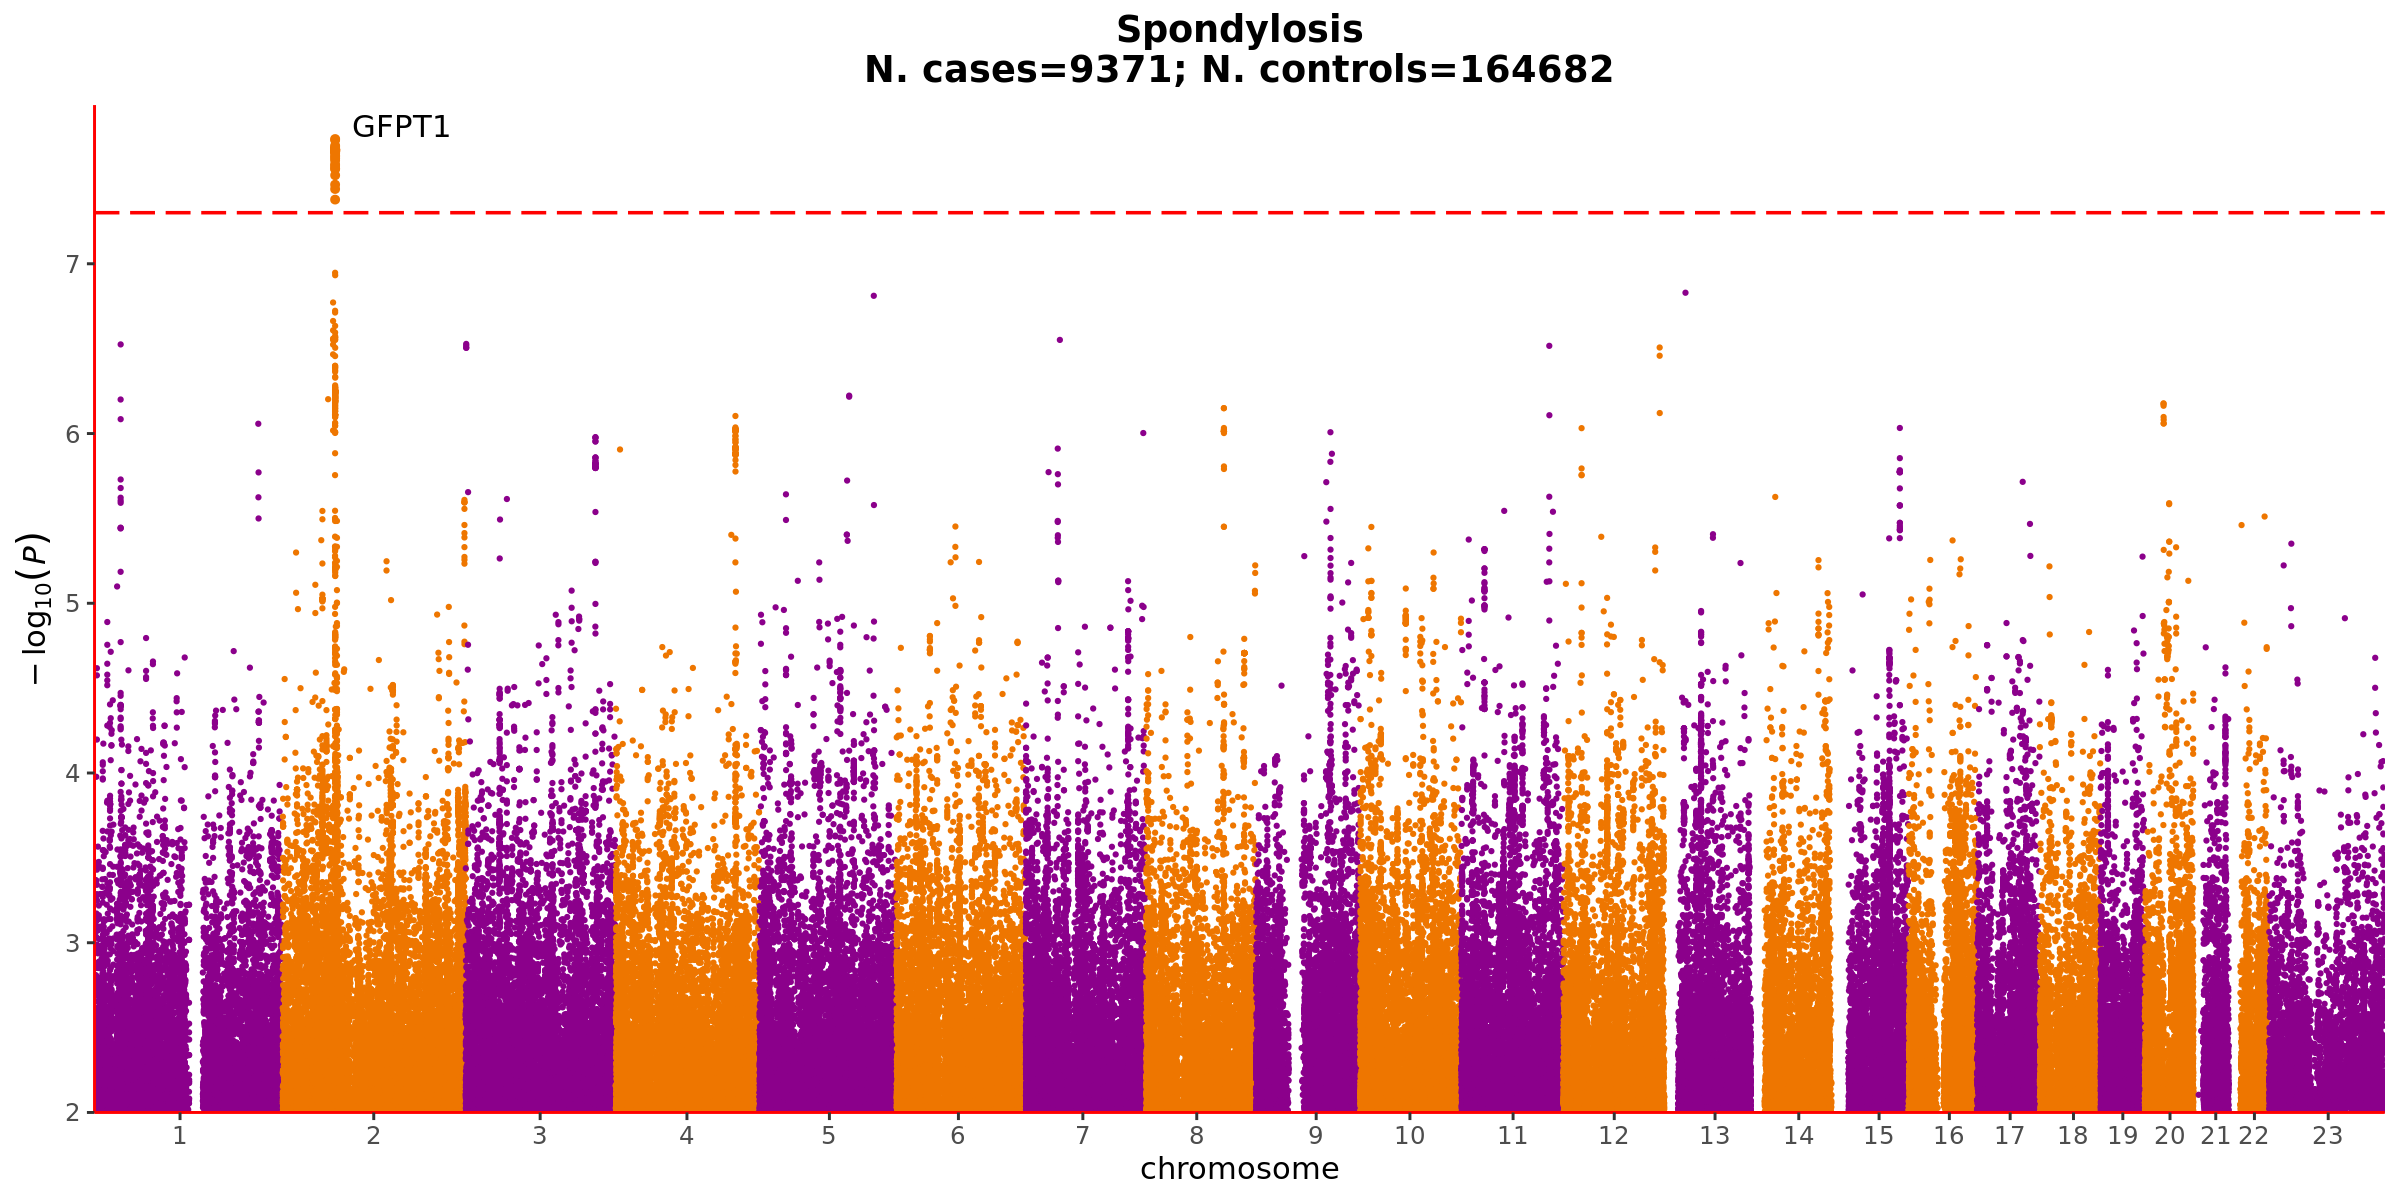 Spondylosis
N. cases=9371; N. controls=164682
GFPT1
7
6
5
4
3
2
−log10(P)
1 2 3 4 5 6 7 8 9 10 11 12 13 14 15 16 17 18 19 20 21 22 23
chromosome